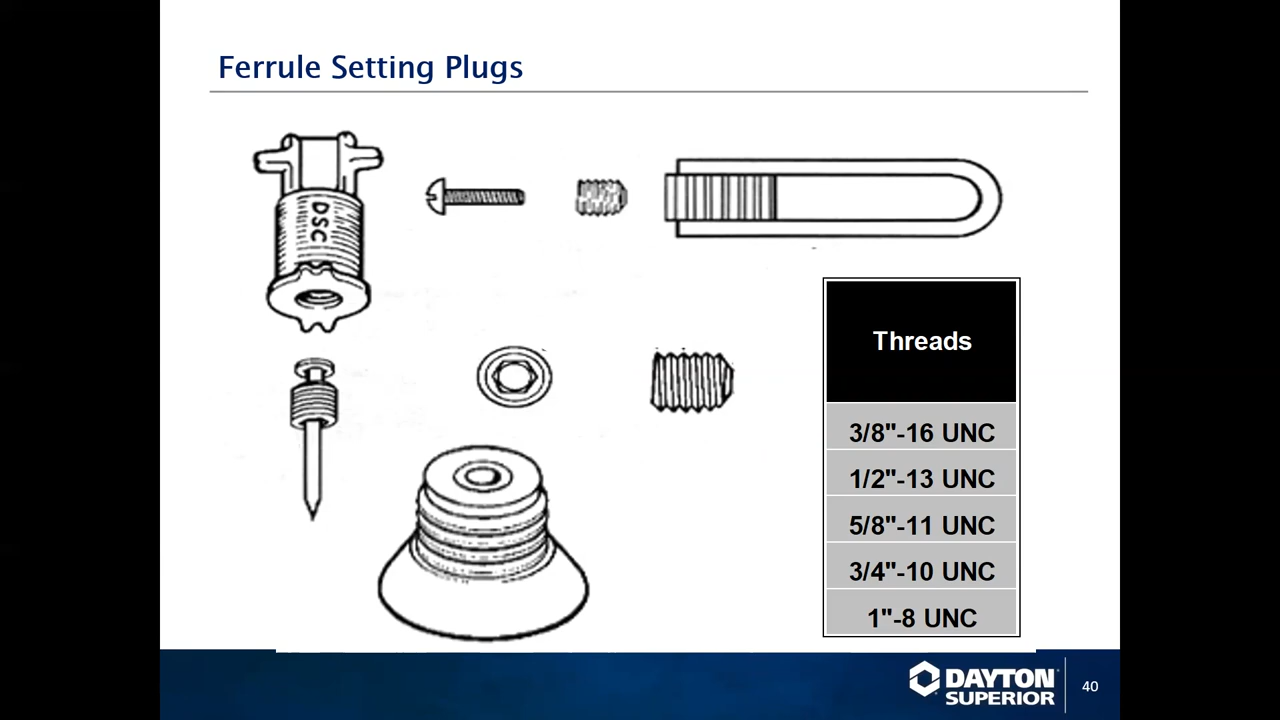 Ferrule Setting Plugs
DSC
Threads
3/8"-16 UNC
1/2"-13 UNC
5/8"-11 UNC
3/4"-10 UNC
1"-8 UNC
DAYTON
SUPERIOR
40